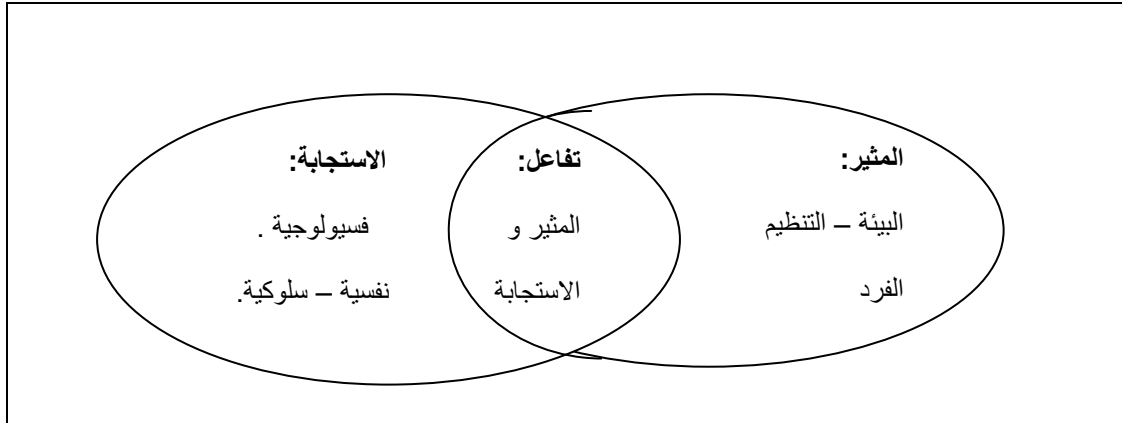 المثير:
البيئة – التنظيم
الفرد
تفاعل:
المثير و
الاستجابة
الاستجابة:
فسيولوجية .
نفسية – سلوكية.